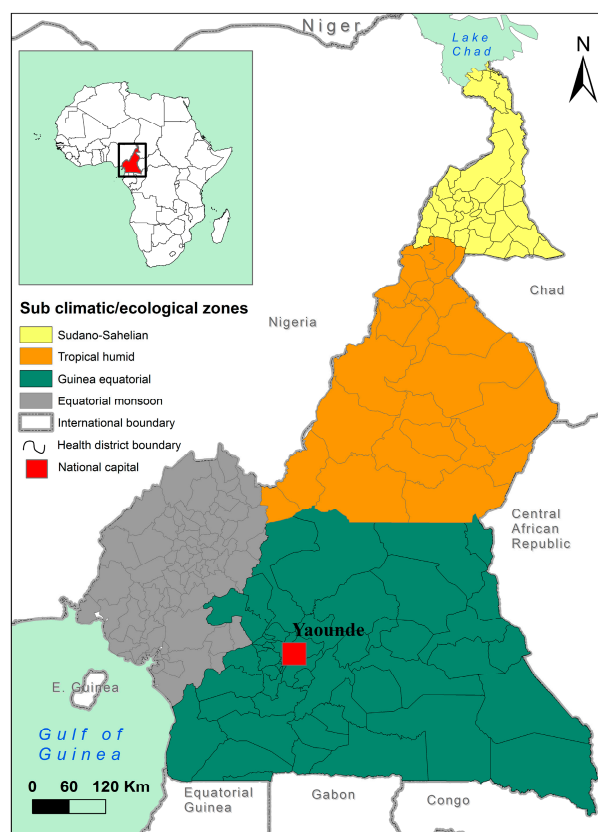 Niger
Lake
Chad
N
Chad
Nigeria
Sub climatic/ecological zones
Sudano-Sahelian
Tropical humid
Guinea equatorial
Equatorial monsoon
International boundary
Health district boundary
National capital
Central
African
Republic
Yaounde
E. Guinea
Gulf of
Guinea
0 60 120 Km
Equatorial
Guinea
Gabon
Congo